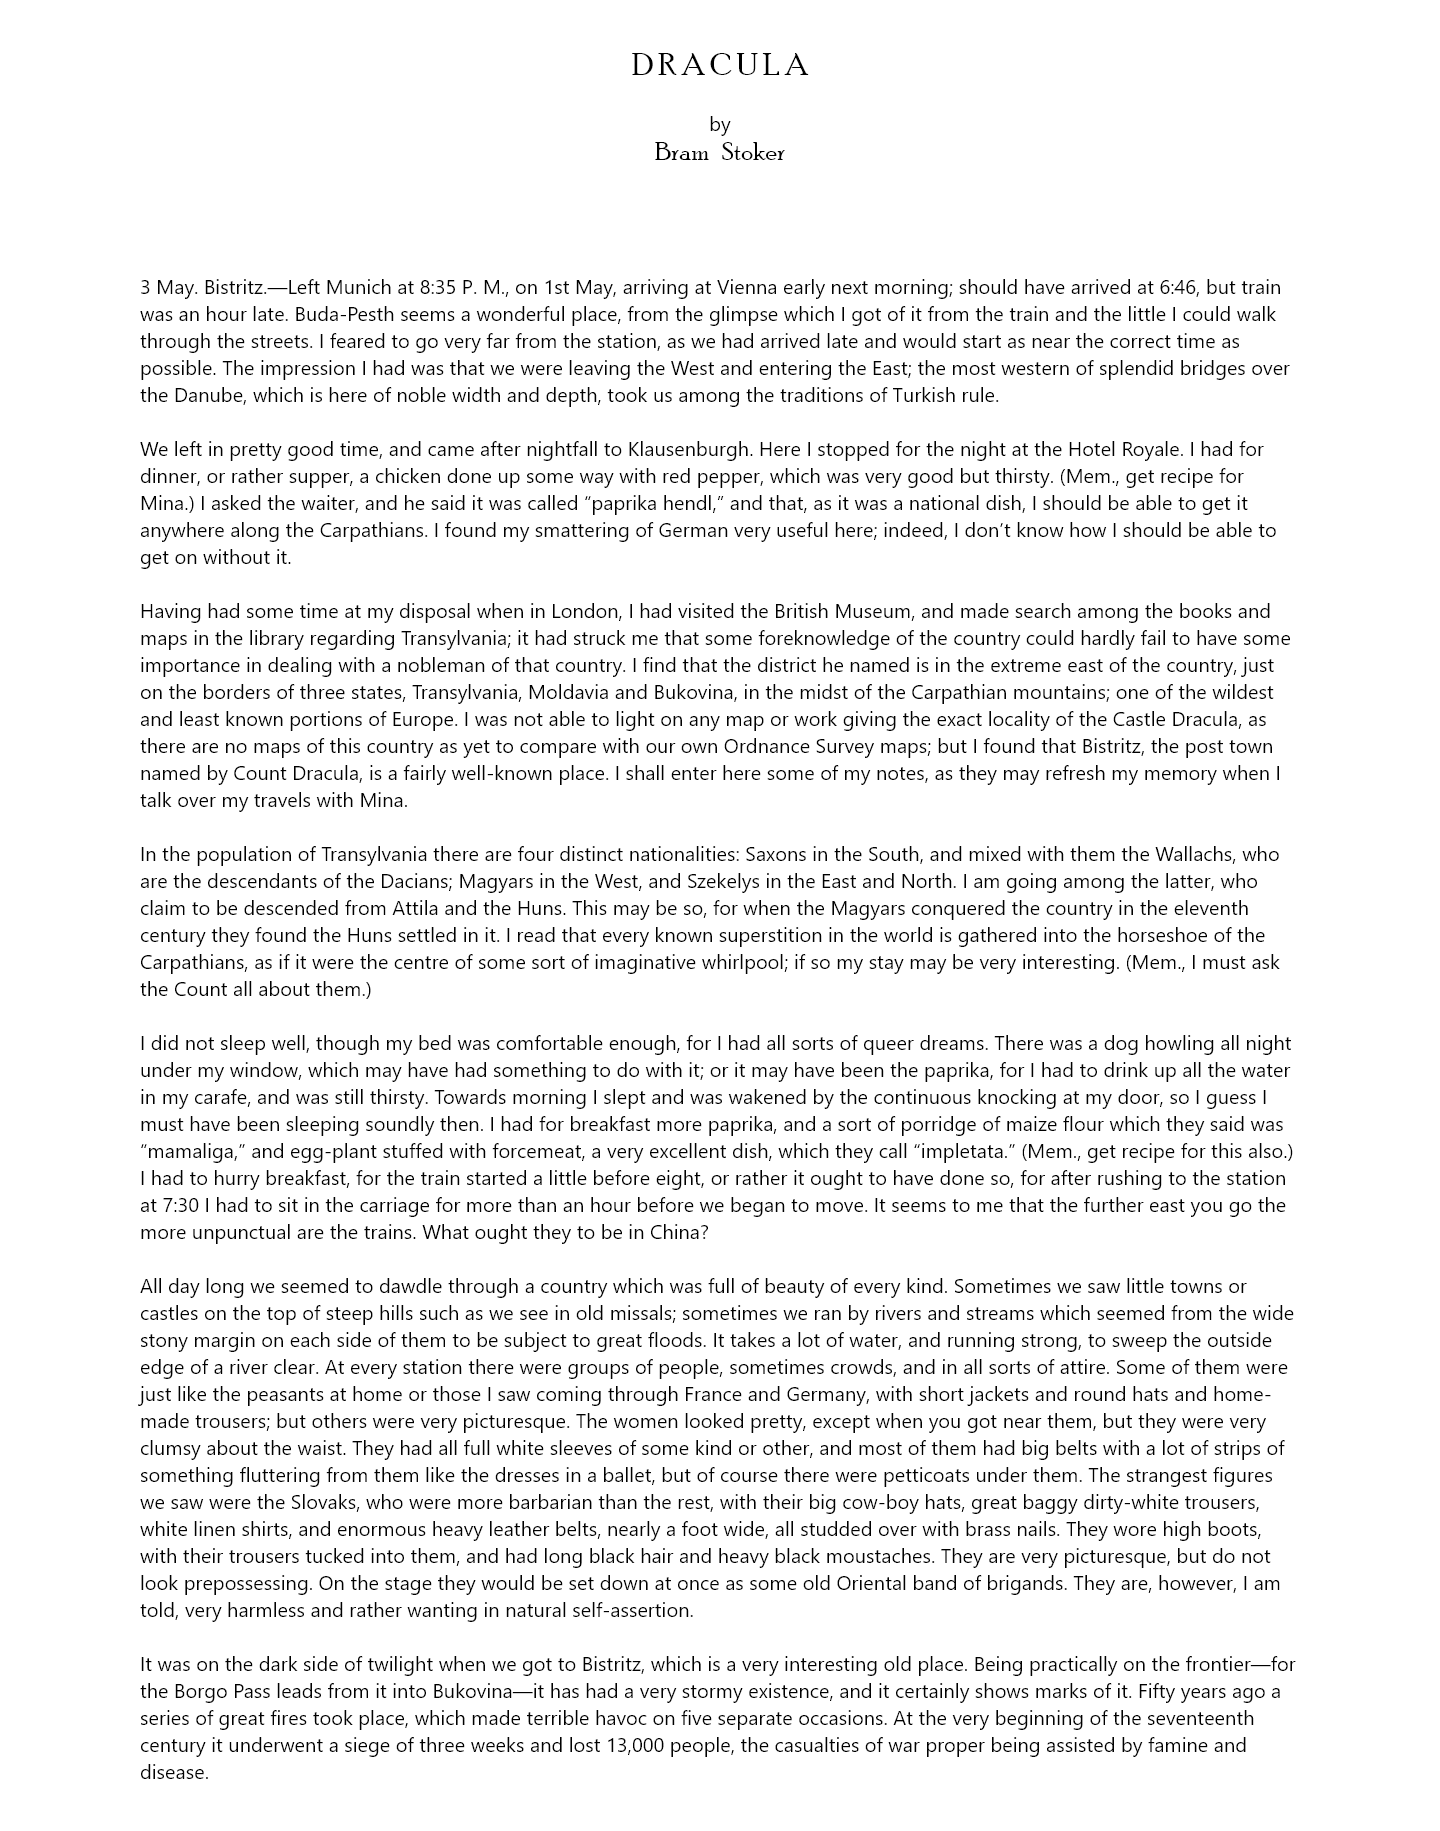 DRACULA
by
Bram Stoker
3 May. Bistritz.—Left Munich at 8:35 P. M., on 1st May, arriving at Vienna early next morning; should have arrived at 6:46, but train
was an hour late. Buda-Pesth seems a wonderful place, from the glimpse which I got of it from the train and the little I could walk
through the streets. I feared to go very far from the station, as we had arrived late and would start as near the correct time as
possible. The impression I had was that we were leaving the West and entering the East; the most western of splendid bridges over
the Danube, which is here of noble width and depth, took us among the traditions of Turkish rule.
We left in pretty good time, and came after nightfall to Klausenburgh. Here I stopped for the night at the Hotel Royale. I had for
dinner, or rather supper, a chicken done up some way with red pepper, which was very good but thirsty. (Mem., get recipe for
Mina.) I asked the waiter, and he said it was called “paprika hendl,” and that, as it was a national dish, I should be able to get it
anywhere along the Carpathians. I found my smattering of German very useful here; indeed, I don’t know how I should be able to
get on without it.
Having had some time at my disposal when in London, I had visited the British Museum, and made search among the books and
maps in the library regarding Transylvania; it had struck me that some foreknowledge of the country could hardly fail to have some
importance in dealing with a nobleman of that country. I find that the district he named is in the extreme east of the country, just
on the borders of three states, Transylvania, Moldavia and Bukovina, in the midst of the Carpathian mountains; one of the wildest
and least known portions of Europe. I was not able to light on any map or work giving the exact locality of the Castle Dracula, as
there are no maps of this country as yet to compare with our own Ordnance Survey maps; but I found that Bistritz, the post town
named by Count Dracula, is a fairly well-known place. I shall enter here some of my notes, as they may refresh my memory when I
talk over my travels with Mina.
In the population of Transylvania there are four distinct nationalities: Saxons in the South, and mixed with them the Wallachs, who
are the descendants of the Dacians; Magyars in the West, and Szekelys in the East and North. I am going among the latter, who
claim to be descended from Attila and the Huns. This may be so, for when the Magyars conquered the country in the eleventh
century they found the Huns settled in it. I read that every known superstition in the world is gathered into the horseshoe of the
Carpathians, as if it were the centre of some sort of imaginative whirlpool; if so my stay may be very interesting. (Mem., I must ask
the Count all about them.)
I did not sleep well, though my bed was comfortable enough, for I had all sorts of queer dreams. There was a dog howling all night
under my window, which may have had something to do with it; or it may have been the paprika, for I had to drink up all the water
in my carafe, and was still thirsty. Towards morning I slept and was wakened by the continuous knocking at my door, so I guess I
must have been sleeping soundly then. I had for breakfast more paprika, and a sort of porridge of maize flour which they said was
“mamaliga,” and egg-plant stuffed with forcemeat, a very excellent dish, which they call “impletata.” (Mem., get recipe for this also.)
I had to hurry breakfast, for the train started a little before eight, or rather it ought to have done so, for after rushing to the station
at 7:30 I had to sit in the carriage for more than an hour before we began to move. It seems to me that the further east you go the
more unpunctual are the trains. What ought they to be in China?
All day long we seemed to dawdle through a country which was full of beauty of every kind. Sometimes we saw little towns or
castles on the top of steep hills such as we see in old missals; sometimes we ran by rivers and streams which seemed from the wide
stony margin on each side of them to be subject to great floods. It takes a lot of water, and running strong, to sweep the outside
edge of a river clear. At every station there were groups of people, sometimes crowds, and in all sorts of attire. Some of them were
just like the peasants at home or those I saw coming through France and Germany, with short jackets and round hats and home-
made trousers; but others were very picturesque. The women looked pretty, except when you got near them, but they were very
clumsy about the waist. They had all full white sleeves of some kind or other, and most of them had big belts with a lot of strips of
something fluttering from them like the dresses in a ballet, but of course there were petticoats under them. The strangest figures
we saw were the Slovaks, who were more barbarian than the rest, with their big cow-boy hats, great baggy dirty-white trousers,
white linen shirts, and enormous heavy leather belts, nearly a foot wide, all studded over with brass nails. They wore high boots,
with their trousers tucked into them, and had long black hair and heavy black moustaches. They are very picturesque, but do not
look prepossessing. On the stage they would be set down at once as some old Oriental band of brigands. They are, however, I am
told, very harmless and rather wanting in natural self-assertion.
It was on the dark side of twilight when we got to Bistritz, which is a very interesting old place. Being practically on the frontier—for
the Borgo Pass leads from it into Bukovina—it has had a very stormy existence, and it certainly shows marks of it. Fifty years ago a
series of great fires took place, which made terrible havoc on five separate occasions. At the very beginning of the seventeenth
century it underwent a siege of three weeks and lost 13,000 people, the casualties of war proper being assisted by famine and
disease.